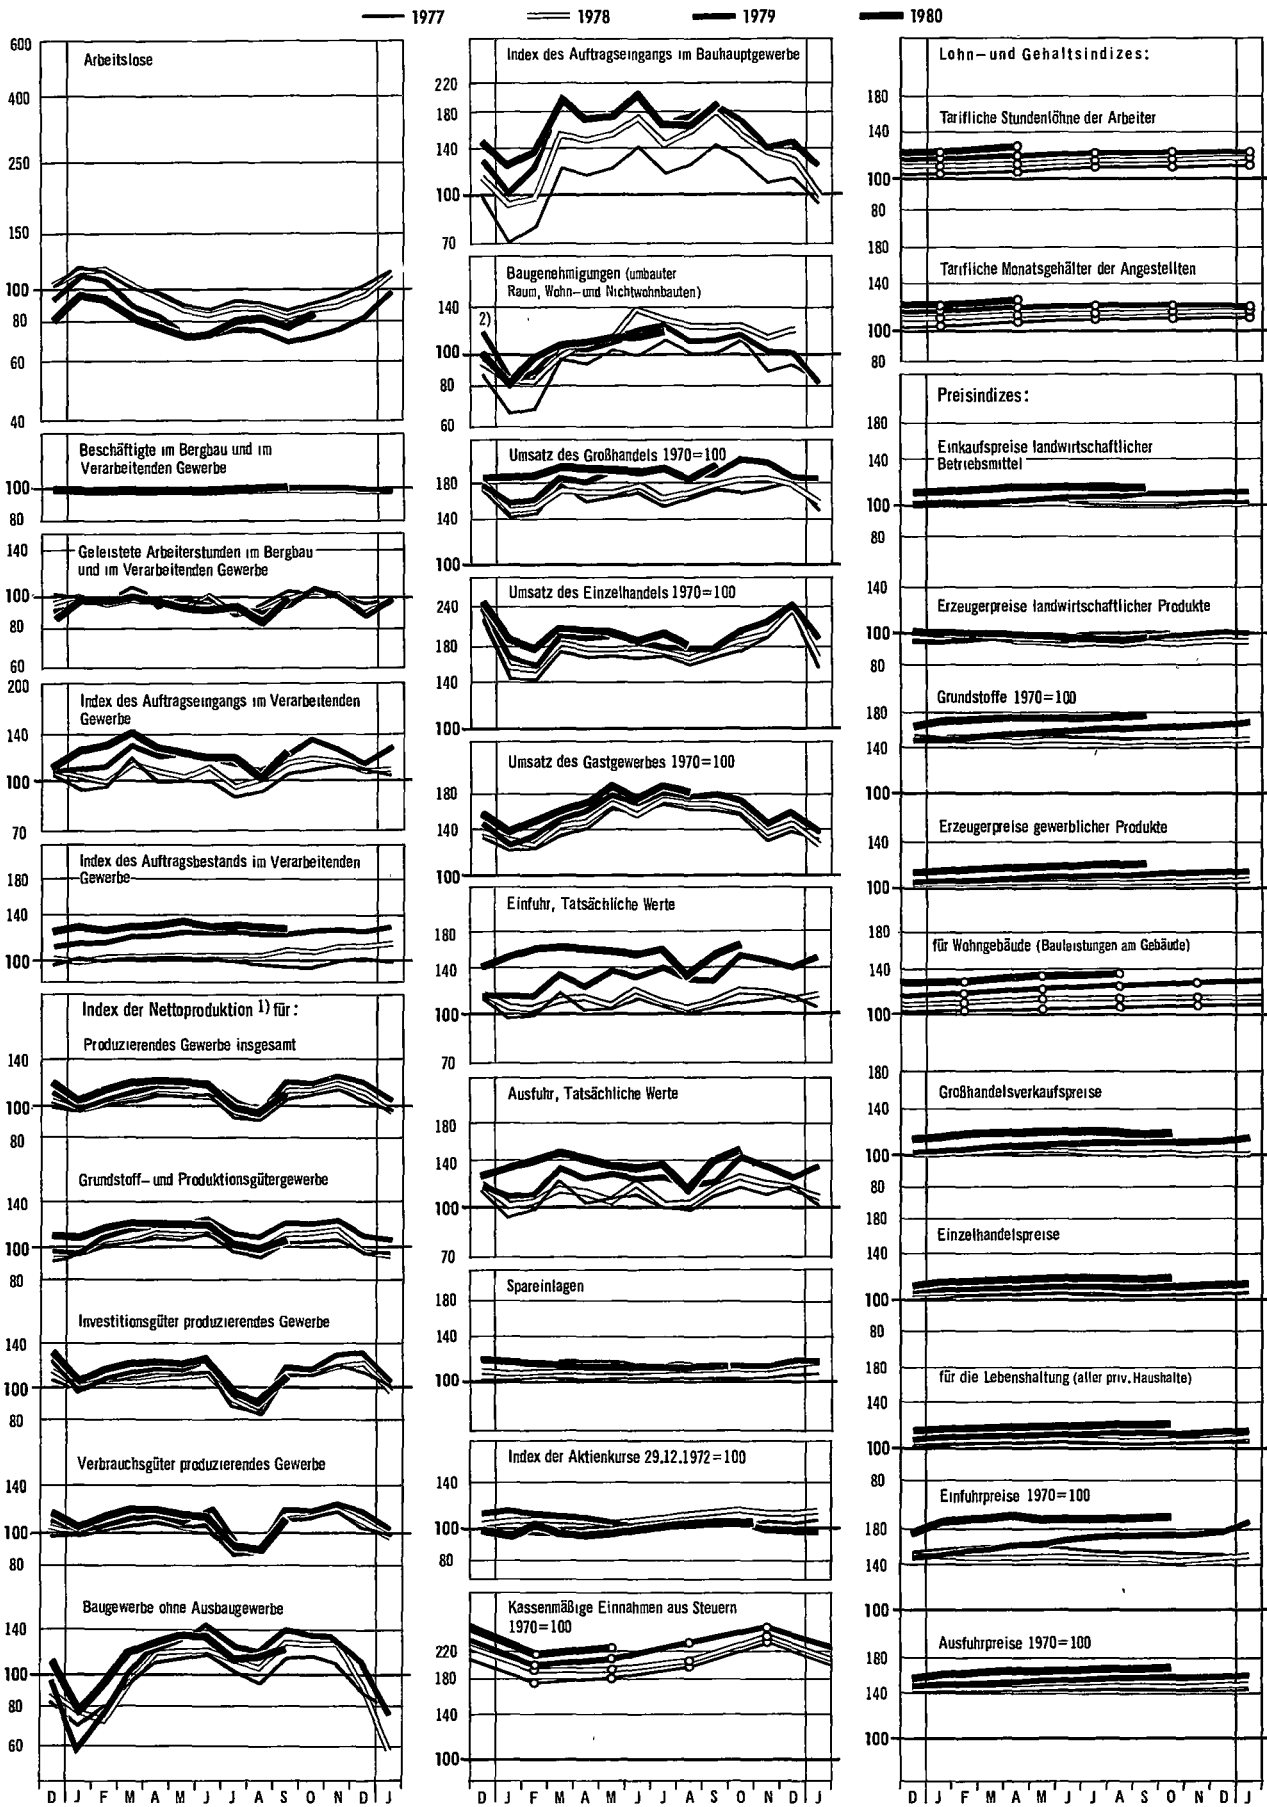 1977 1978 1979 1980
Arbeitslose
600
400
250
150
100
80
60
40
Beschäftigte im Bergbau und im
Verarbeitenden Gewerbe
100
80
Geleistete Arbeiterstunden im Bergbau
und im Verarbeitenden Gewerbe
140
100
80
60
Index des Auftragseingangs im Verarbeitenden
Gewerbe
200
140
100
70
Index des Auftragsbestands im Verarbeitenden
Gewerbe
180
140
100
Index der Nettoproduktion 1) für:
Produzierendes Gewerbe insgesamt
140
100
80
Grundstoff- und Produktionsgütergewerbe
140
100
80
Investitionsgüter produzierendes Gewerbe
140
100
80
Verbrauchsgüter produzierendes Gewerbe
140
100
80
Baugewerbe ohne Ausbaugewerbe
140
100
80
60
D J F M A M J J A S O N D J
Index des Auftragseingangs im Bauhauptgewerbe
220
180
140
100
70
Baugenehmigungen (umbauter
Raum, Wohn- und Nichtwohnbauten)
140
2)
100
80
60
Umsatz des Großhandels 1970=100
180
140
100
Umsatz des Einzelhandels 1970=100
240
180
140
100
Umsatz des Gastgewerbes 1970=100
180
140
100
Einfuhr, Tatsächliche Werte
180
140
100
70
Ausfuhr, Tatsächliche Werte
180
140
100
70
Spareinlagen
180
140
100
Index der Aktienkurse 29.12.1972=100
140
100
80
Kassenmäßige Einnahmen aus Steuern
1970=100
220
180
140
100
D J F M A M J J A S O N D J
Lohn- und Gehaltsindizes:
180
Tarifliche Stundenlöhne der Arbeiter
140
100
80
180
Tarifliche Monatsgehälter der Angestellten
140
100
80
Preisindizes:
180
Einkaufspreise landwirtschaftlicher
Betriebsmittel
140
100
80
140
Erzeugerpreise landwirtschaftlicher Produkte
100
80
Grundstoffe 1970=100
180
140
100
Erzeugerpreise gewerblicher Produkte
140
100
180
für Wohngebäude (Bauleistungen am Gebäude)
140
100
180
Großhandelsverkaufspreise
140
100
80
180
Einzelhandelspreise
140
100
80
180
für die Lebenshaltung (aller priv. Haushalte)
140
100
80
Einfuhrpreise 1970=100
180
140
100
Ausfuhrpreise 1970=100
180
140
100
D J F M A M J J A S O N D J